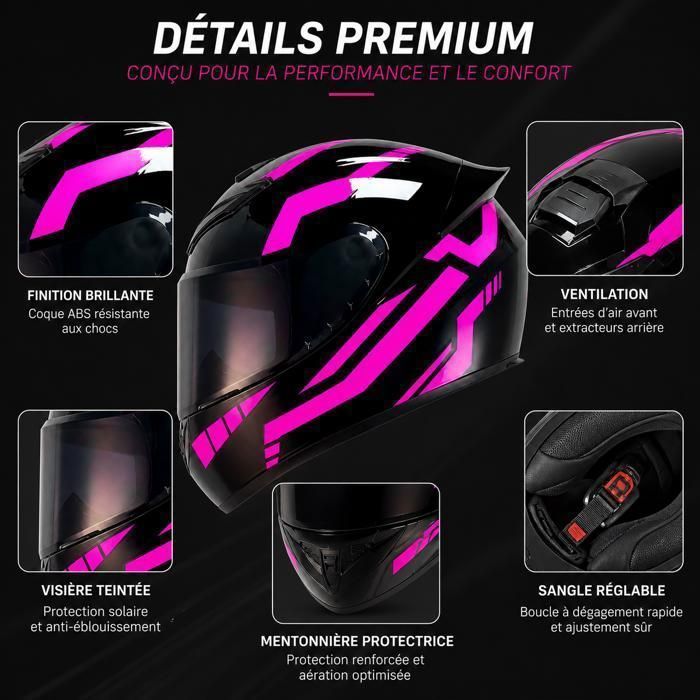 DÉTAILS PREMIUM
CONÇU POUR LA PERFORMANCE ET LE CONFORT
FINITION BRILLANTE
Coque ABS résistante
aux chocs
VENTILATION
Entrées d'air avant
et extracteurs arrière
VISIÈRE TEINTÉE
Protection solaire
et anti-éblouissement
MENTONNIÈRE PROTECTRICE
Protection renforcée et
aération optimisée
SANGLE RÉGLABLE
Boucle à dégagement rapide
et ajustement sûr